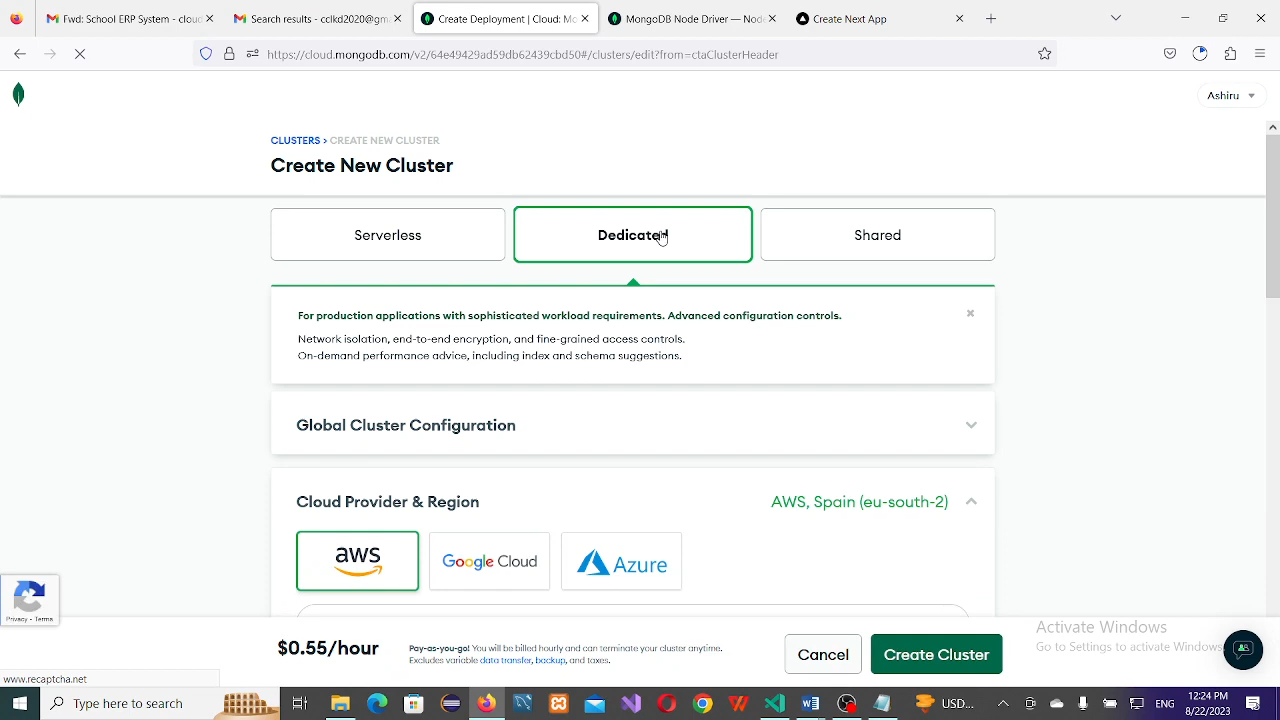 Fwd: School ERP System - cloud
Search clusters - cclkd2020@gm
Create Deployment | Cloud: Mo
MongoDB Node Driver — Node
Create Next App
https://cloud.mongodb.com/v2/64e49429ad59db62439cbd50#/clusters/edit?from=ctaClusterHeader
Ashiru
CLUSTERS > CREATE NEW CLUSTER
Create New Cluster
Serverless
Dedicated
Shared
For production applications with sophisticated workload requirements. Advanced configuration controls.
Network isolation, end-to-end encryption, and fine-grained access controls.
On-demand performance advice, including index and schema suggestions.
Global Cluster Configuration
Cloud Provider & Region
AWS, Spain (eu-south-2)
aws
Google Cloud
Azure
Privacy - Terms
$0.55/hour
Pay-as-you-go! You will be billed hourly and can terminate your cluster anytime.
Excludes variable data transfer, backup, and taxes.
Cancel
Create Cluster
Activate Windows
Go to Settings to activate Windows.
www.recaptcha.net
Type here to search
USD...
ENG
12:24 PM
8/22/2023